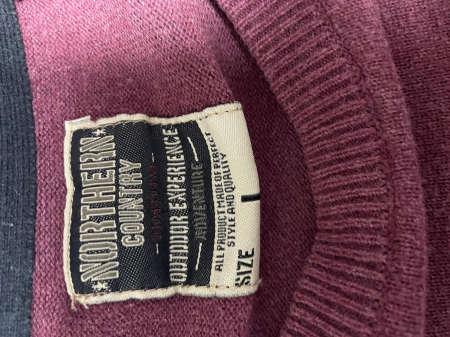 NORTHERN
COUNTRY
OUTDOOR EXPERIENCE
ADVENTURE
ALL PRODUCT MADE OF PERFECT
STYLE AND QUALITY
SIZE L